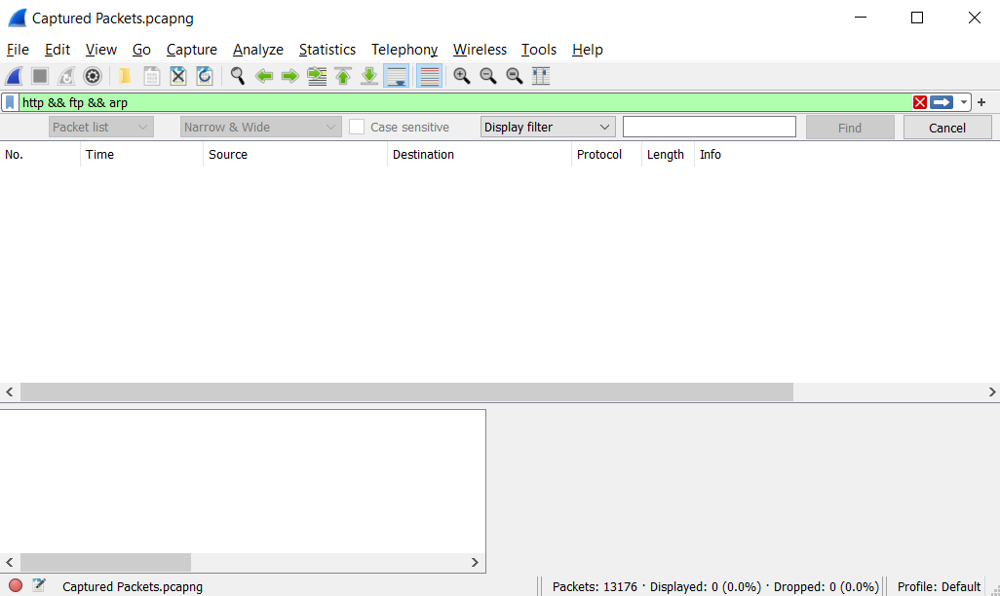 Captured Packets.pcapng
File Edit View Go Capture Analyze Statistics Telephony Wireless Tools Help
http && ftp && arp
+
Packet list Narrow & Wide Case sensitive Display filter Find Cancel
No. Time Source Destination Protocol Length Info
Captured Packets.pcapng Packets: 13176 · Displayed: 0 (0.0%) · Dropped: 0 (0.0%) Profile: Default